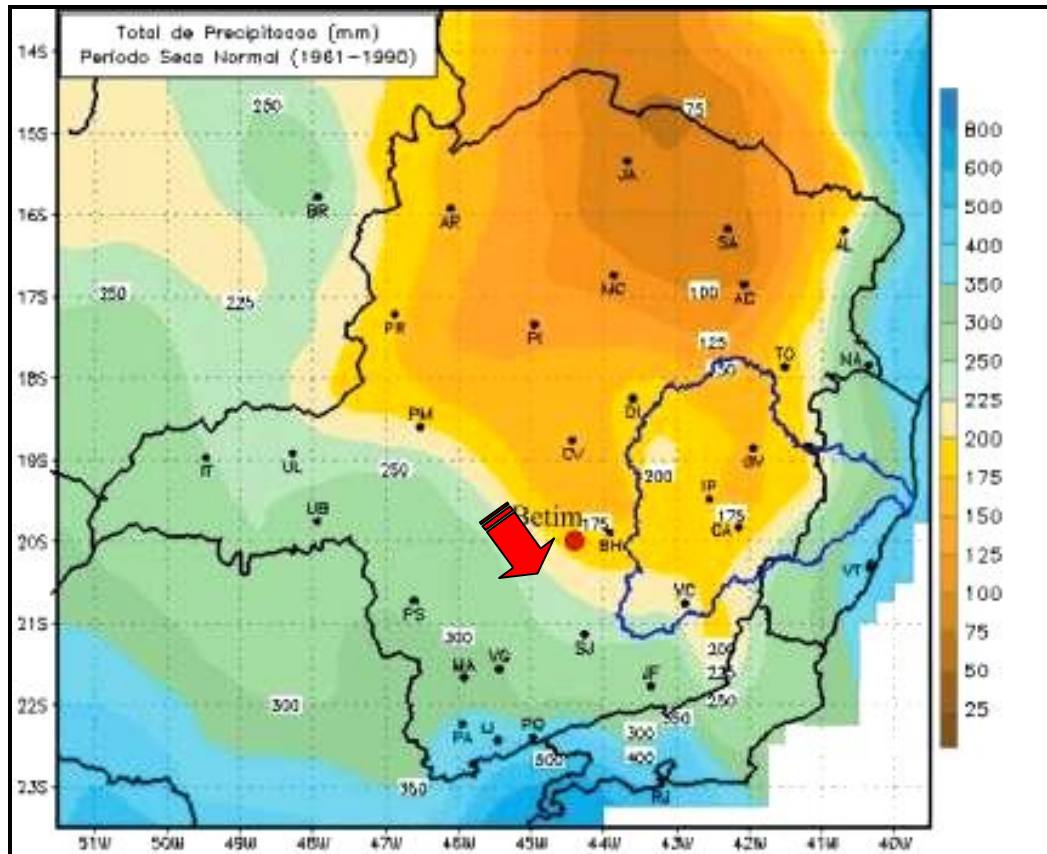 Total de Precipitacao (mm)
Período Seco Normal (1961-1990)
14S
15S
16S
17S
18S
19S
20S
21S
22S
23S
250
75
800
600
500
400
350
300
250
225
200
175
150
125
100
75
50
25
JA
BR
AR
SA
AL
MC
100
AC
250
225
PR
PI
125
TO
NA
PM
DI
IT
UL
250
CV
200
GV
IP
UB
Betim
175
BH
175
CA
VT
VC
PS
300
SJ
MA
VG
200
225
JF
250
300
350
PA
LJ
PQ
300
500
400
350
RJ
51W
50W
49W
48W
47W
46W
45W
44W
43W
42W
41W
40W